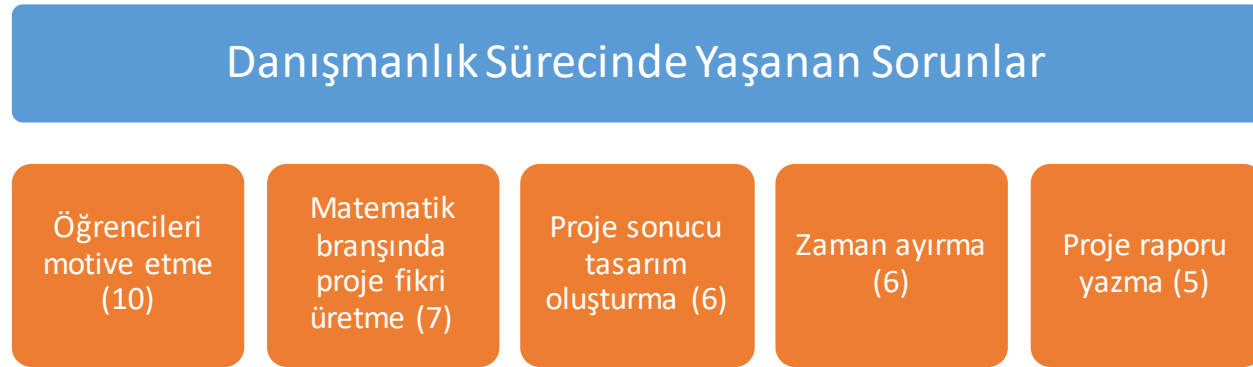 Danışmanlık Sürecinde Yaşanan Sorunlar
Öğrencileri
motive etme
(10)
Matematik
branşında
proje fikri
üretme (7)
Proje sonucu
tasarım
oluşturma (6)
Zaman ayırma
(6)
Proje raporu
yazma (5)